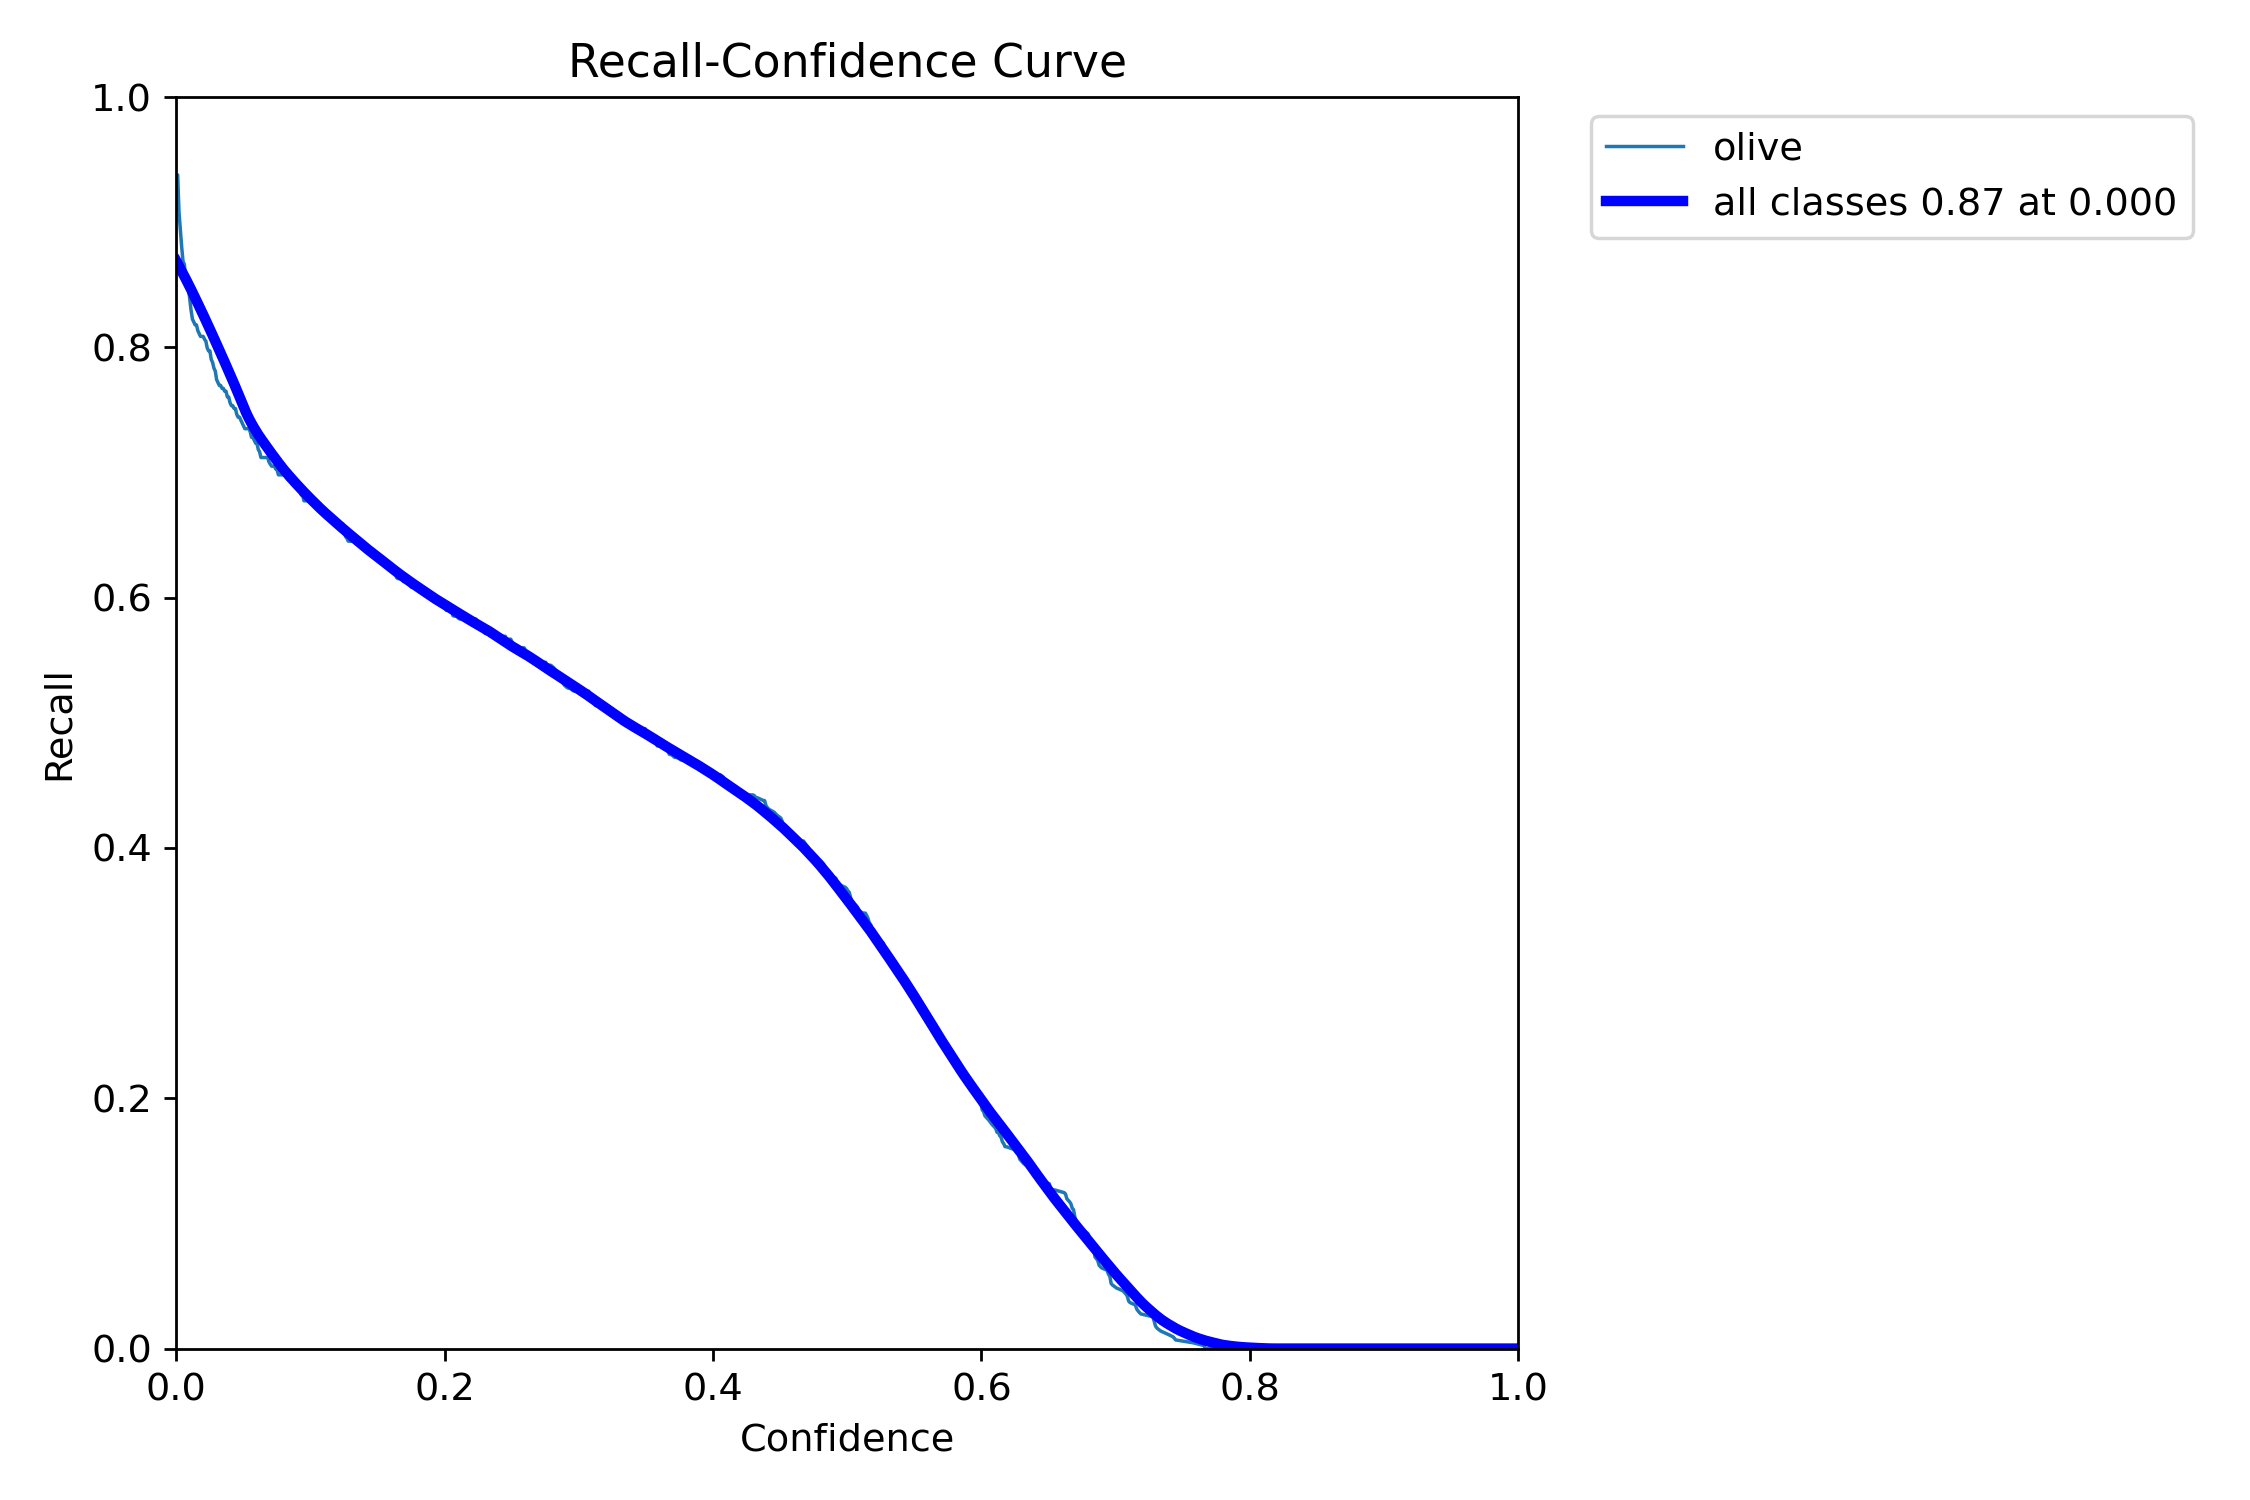 Recall-Confidence Curve
1.0
0.8
0.6
0.4
0.2
0.0
Recall
0.0 0.2 0.4 0.6 0.8 1.0
Confidence
olive
all classes 0.87 at 0.000